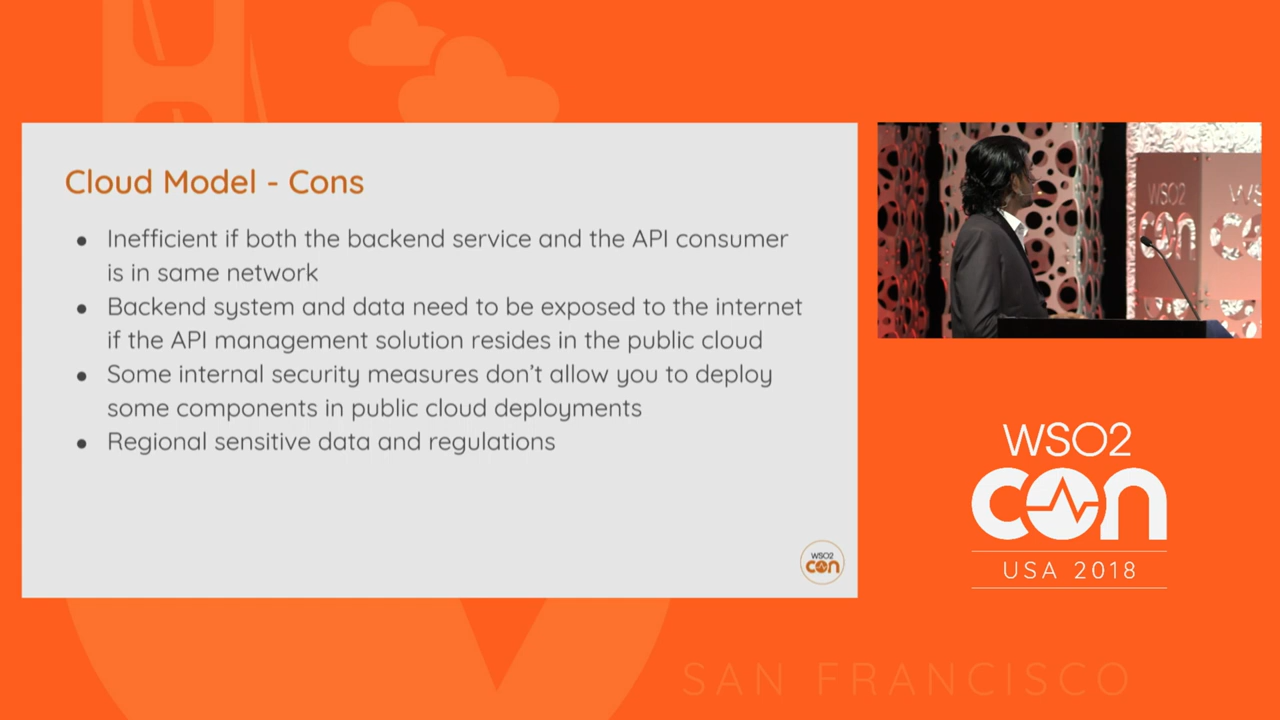 Cloud Model - Cons
● Inefficient if both the backend service and the API consumer
is in same network
● Backend system and data need to be exposed to the internet
if the API management solution resides in the public cloud
● Some internal security measures don't allow you to deploy
some components in public cloud deployments
● Regional sensitive data and regulations
WSO2
con
WSO2
con
WSO2
con
USA 2018
SAN FRANCISCO